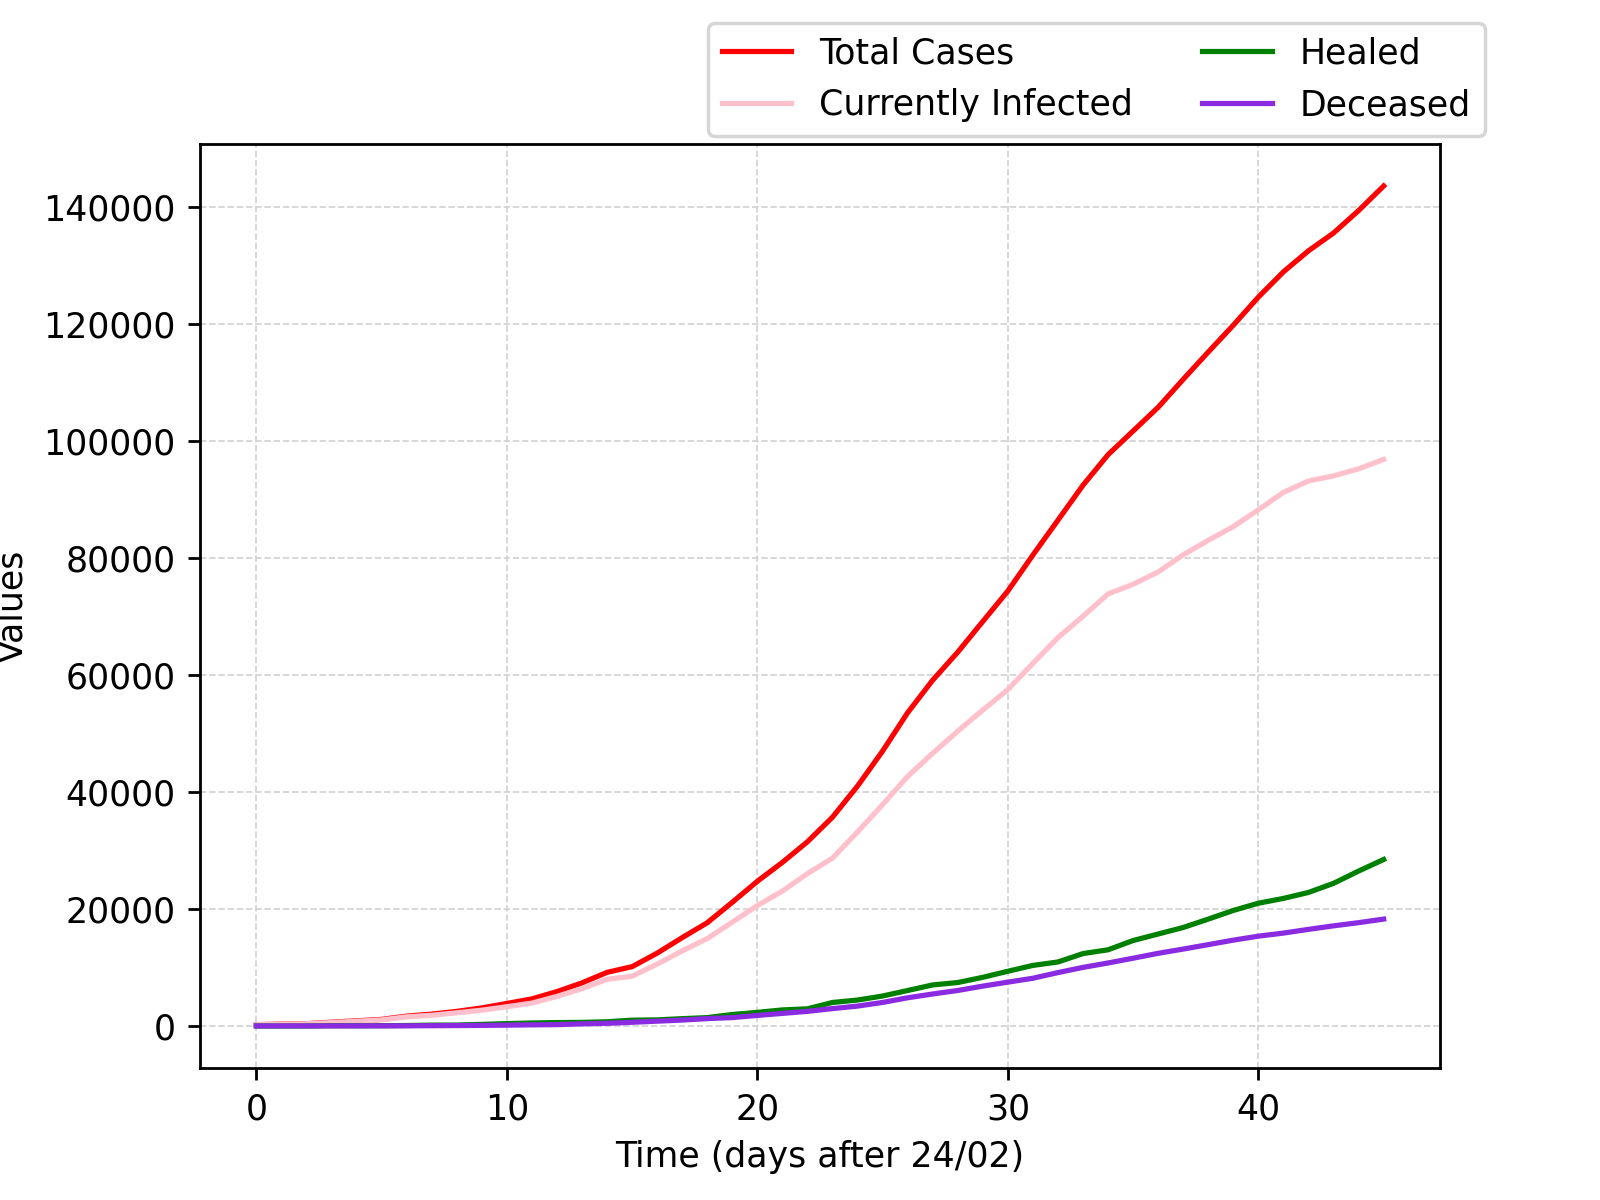 Total Cases
Currently Infected
Healed
Deceased
140000
120000
100000
80000
60000
40000
20000
0
Values
0 10 20 30 40
Time (days after 24/02)